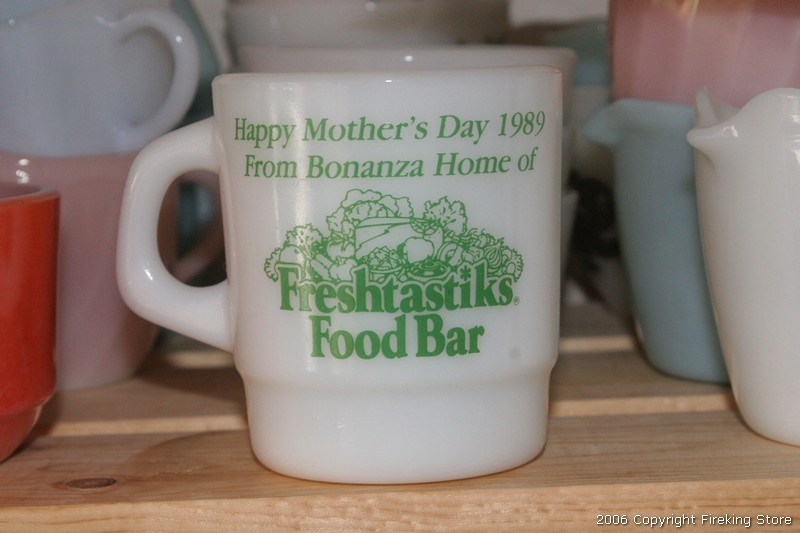 Happy Mother's Day 1989
From Bonanza Home of
Freshtastiks®
Food Bar
2006 Copyright Fireking Store